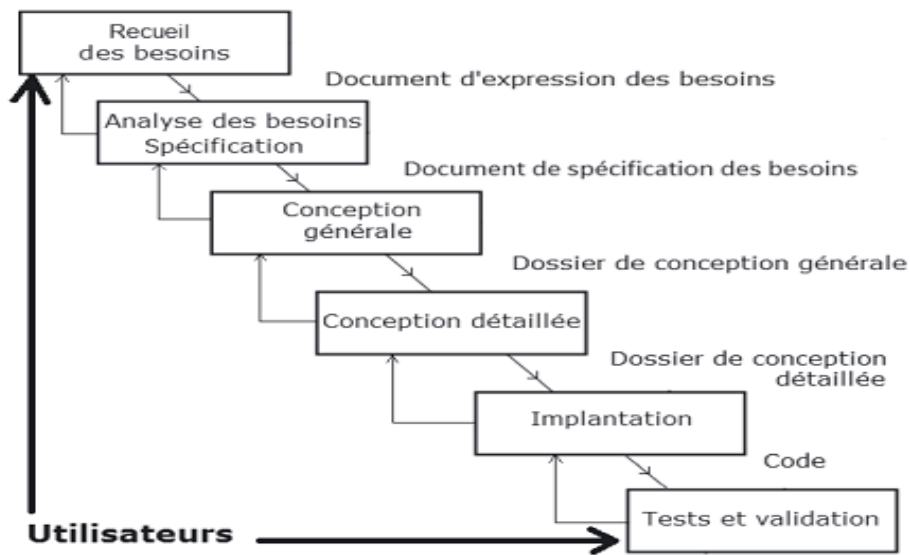 Recueil
des besoins
Document d'expression des besoins
Analyse des besoins
Spécification
Document de spécification des besoins
Conception
générale
Dossier de conception générale
Conception détaillée
Dossier de conception
détaillée
Implantation
Code
Tests et validation
Utilisateurs